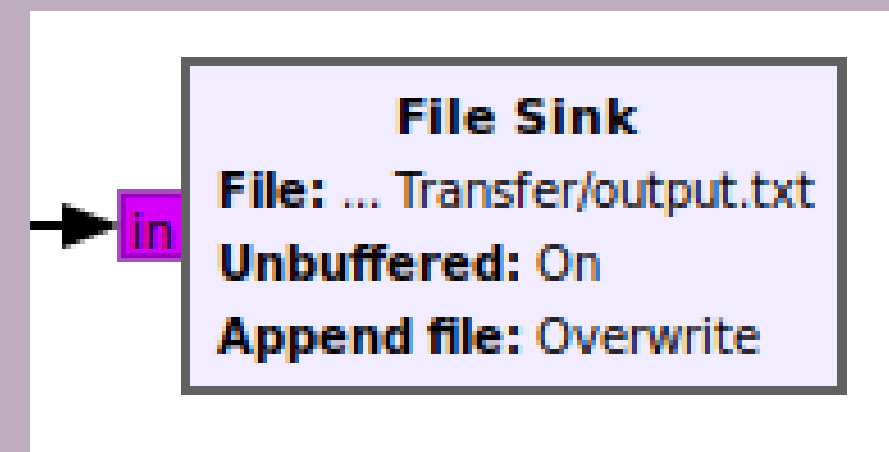 File Sink
File: ... Transfer/output.txt
in
Unbuffered: On
Append file: Overwrite